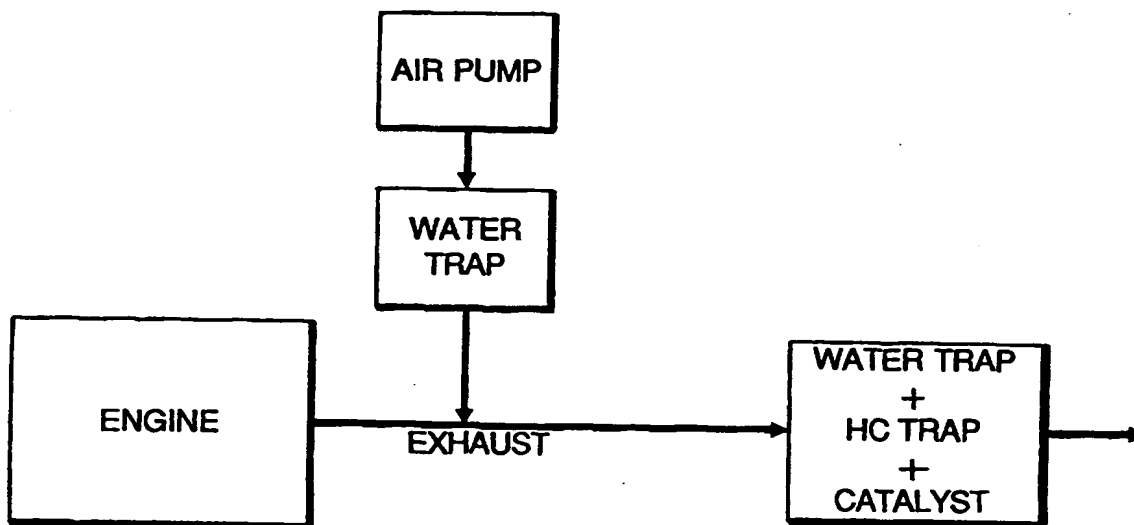 AIR PUMP
WATER
TRAP
ENGINE
EXHAUST
WATER TRAP
+
HC TRAP
+
CATALYST